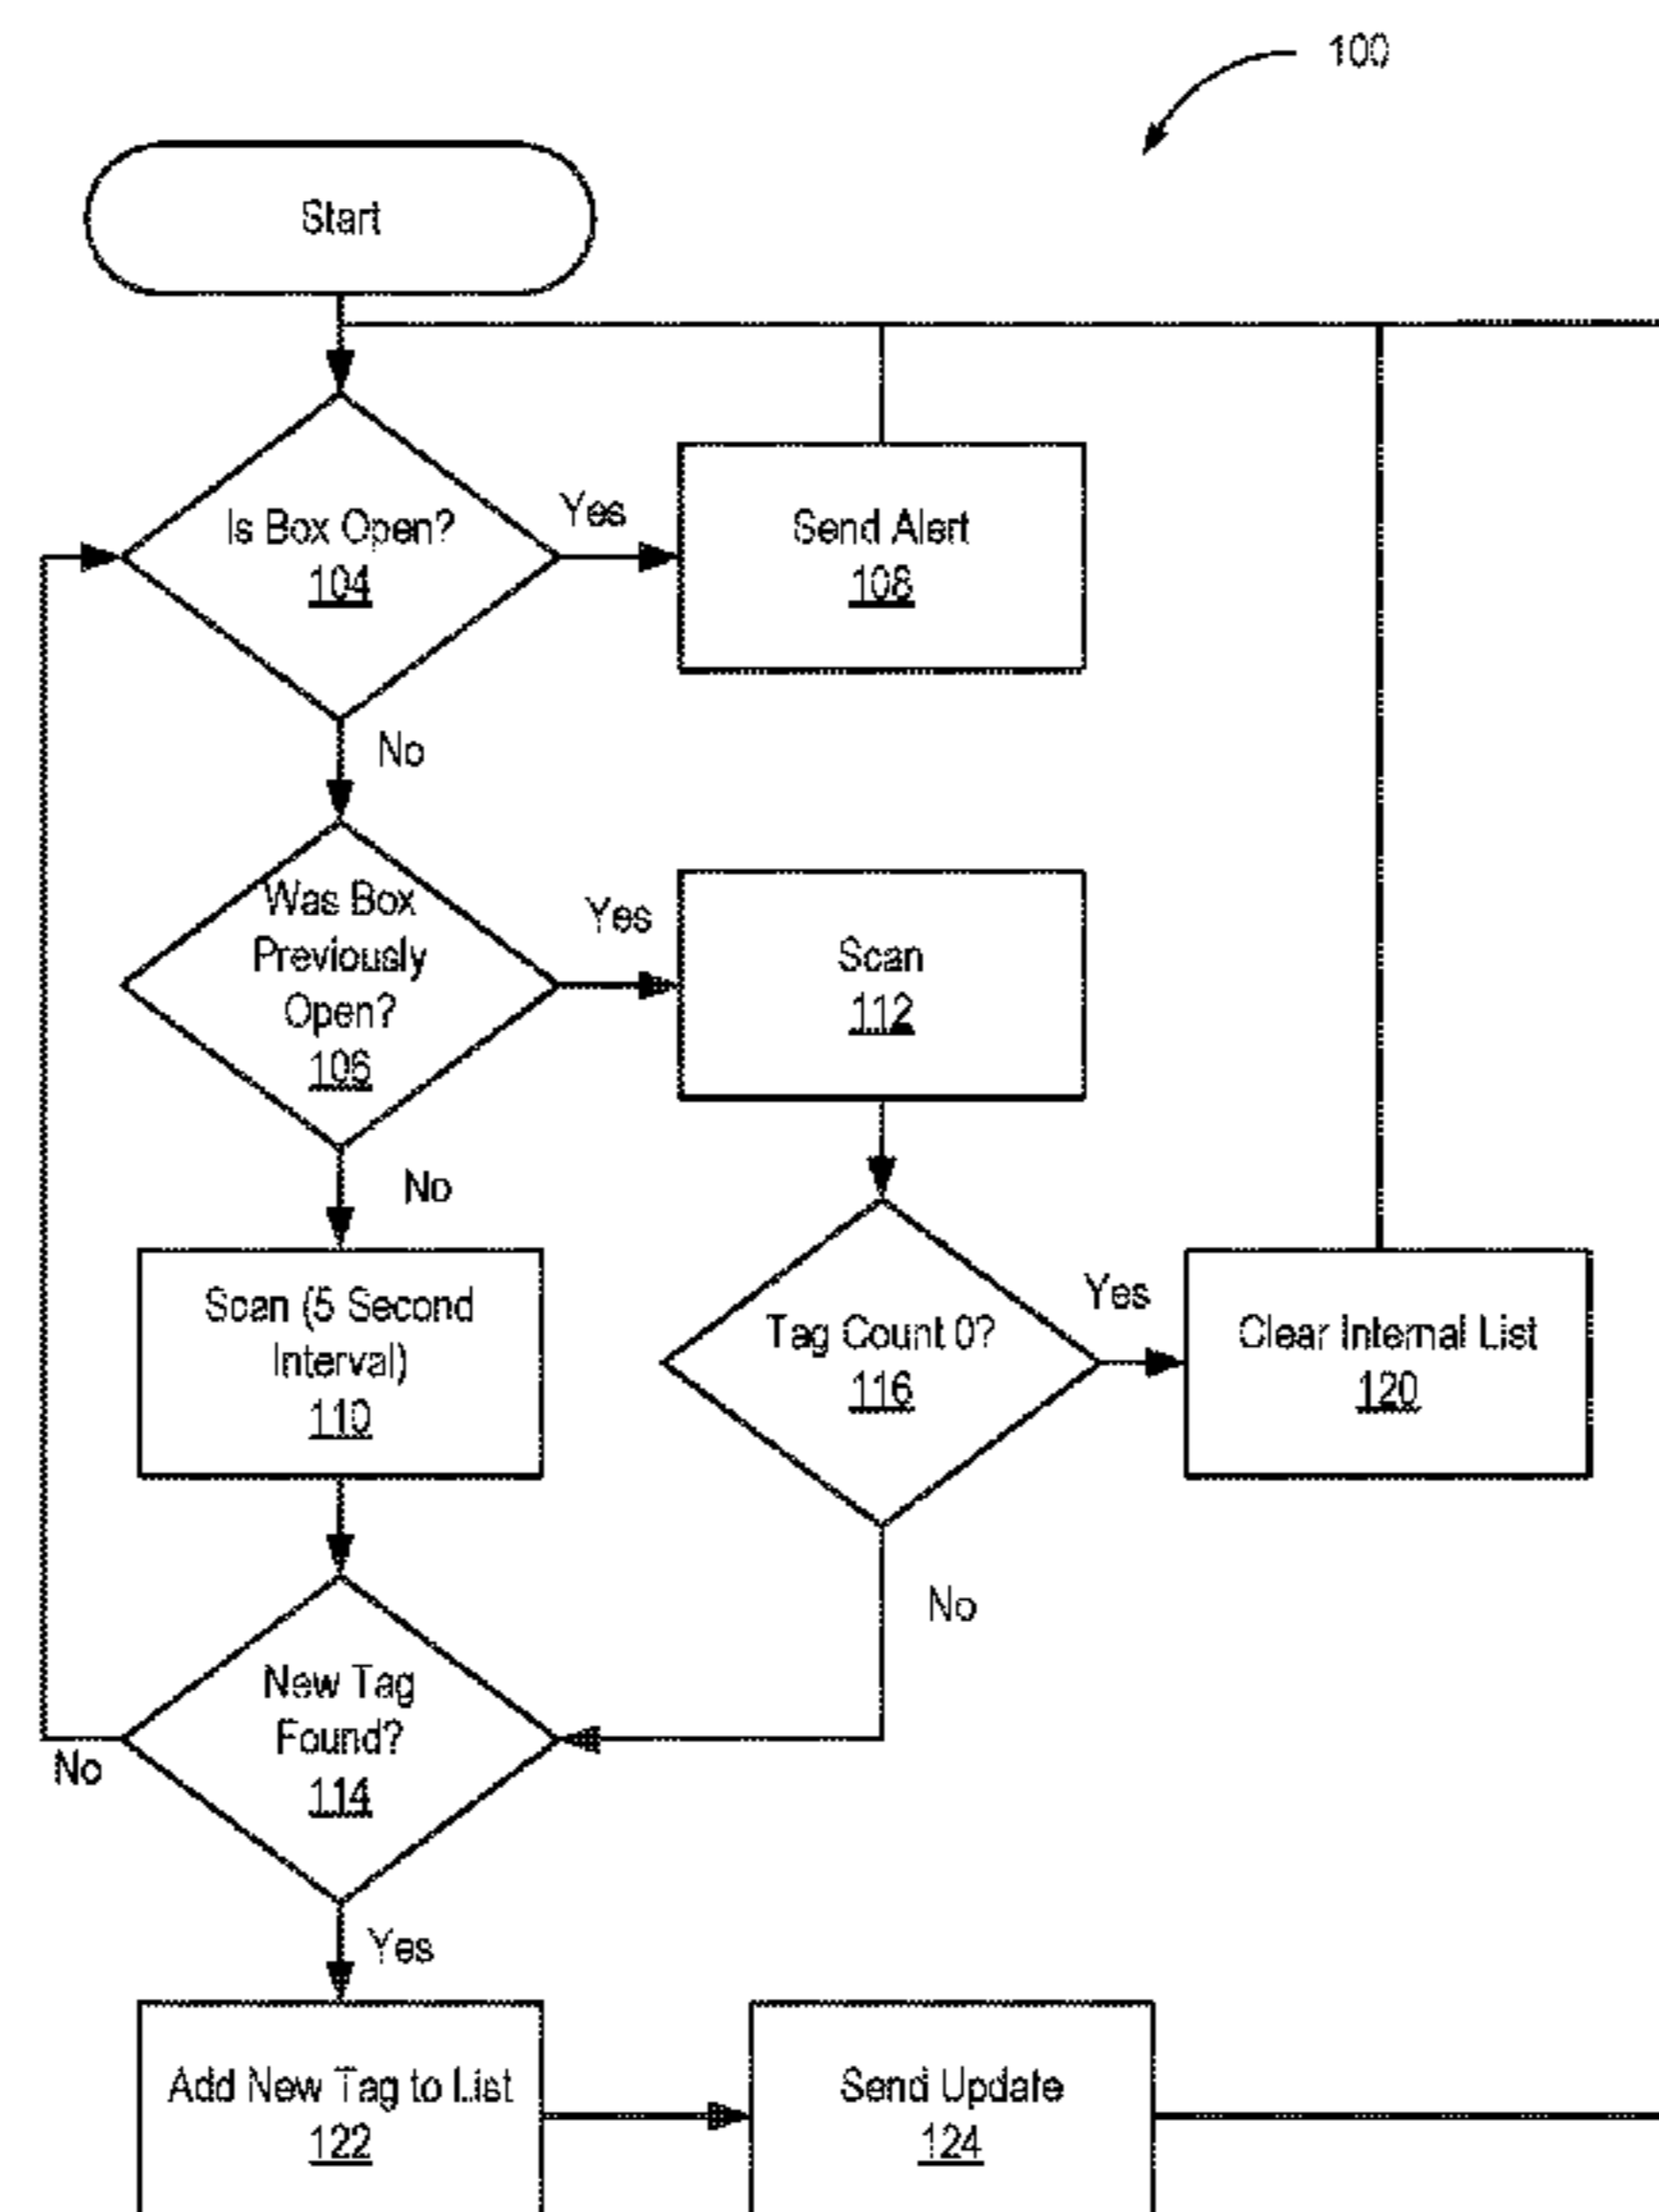 100
Start
Is Box Open?
104
Yes
Send Alert
108
No
Was Box
Previously
Open?
106
Yes
Scan
112
No
Scan (5 Second
Interval)
110
Tag Count 0?
116
Yes
Clear Internal List
120
No
New Tag
Found?
114
No
Yes
Add New Tag to List
122
Send Update
124